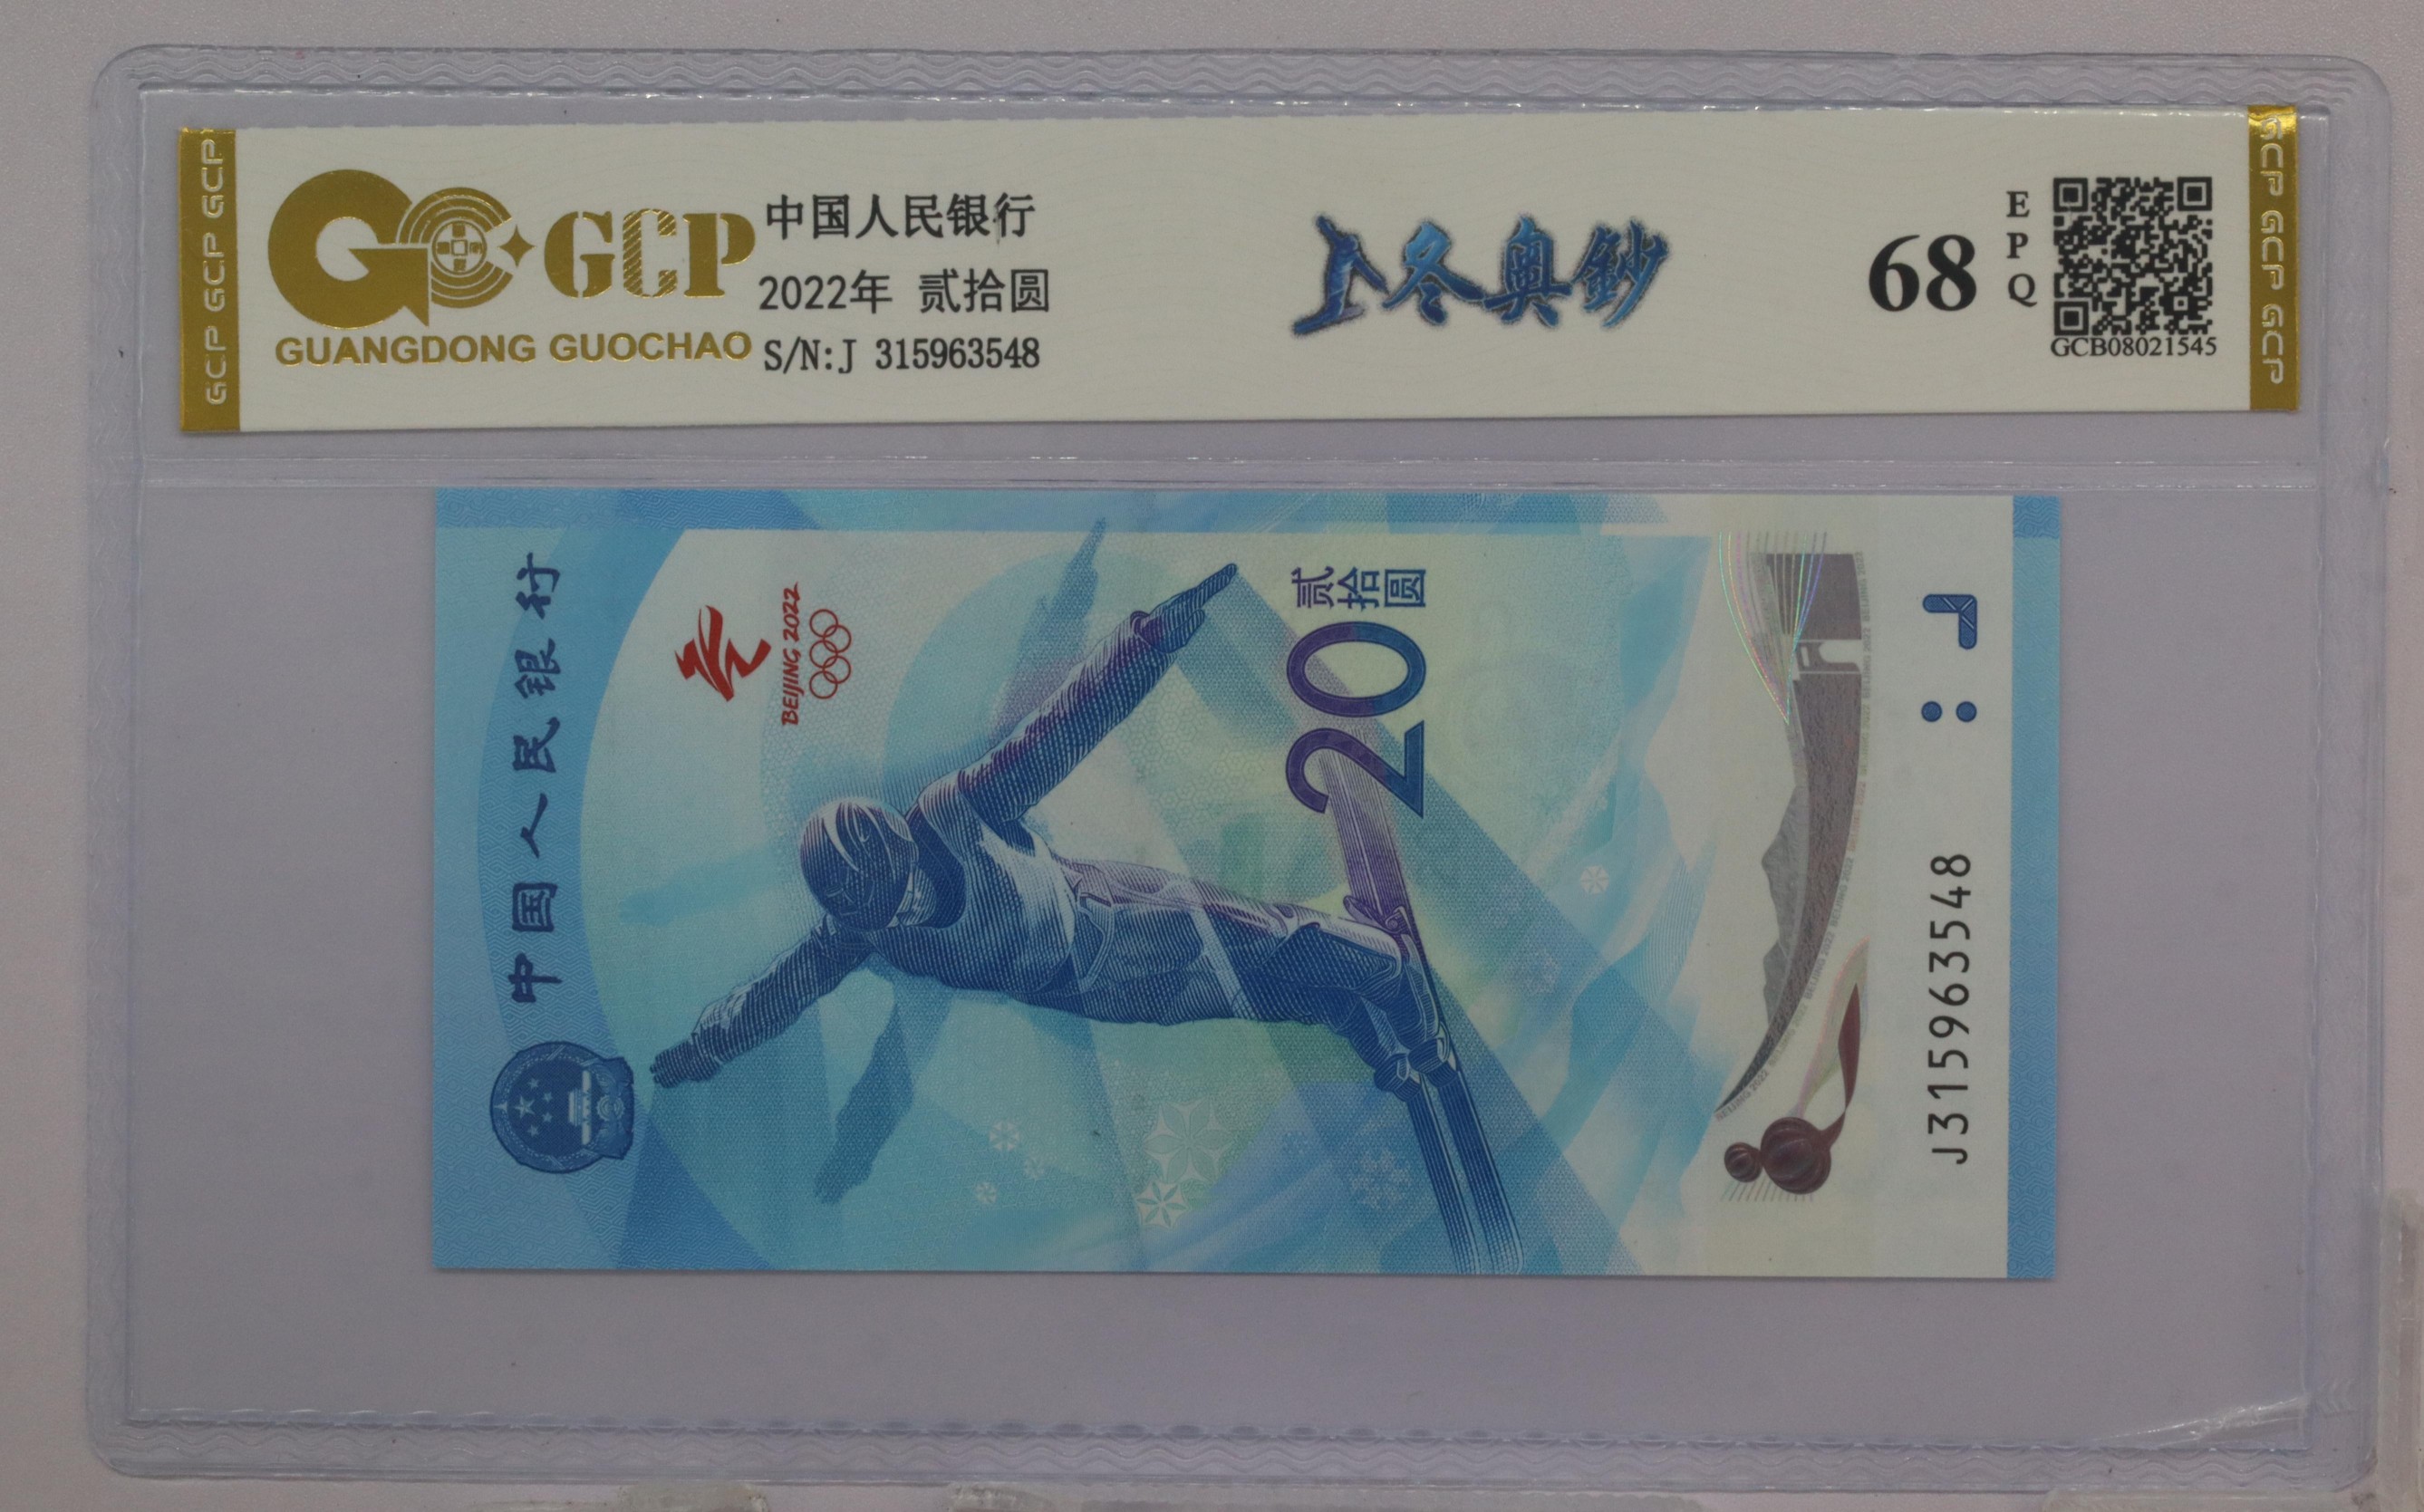 GCP GCP GCP
GCP
GUANGDONG GUOCHAO
中国人民银行
2022年 贰拾圆
S/N:J 315963548
冬奥鈔
68
EPQ
GCB08021545
GCP GCP GCP
中国人民银行
BEIJING 2022
贰拾圆
20
J315963548